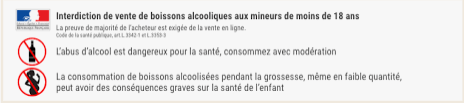 Interdiction de vente de boissons alcooliques aux mineurs de moins de 18 ans
La preuve de majorité de l'acheteur est exigée de la vente en ligne.
Code de la santé publique, art L. 3342-1 et L. 3353-3
L'abus d'alcool est dangereux pour la santé, consommez avec modération
La consommation de boissons alcoolisées pendant la grossesse, même en faible quantité,
peut avoir des conséquences graves sur la santé de l'enfant